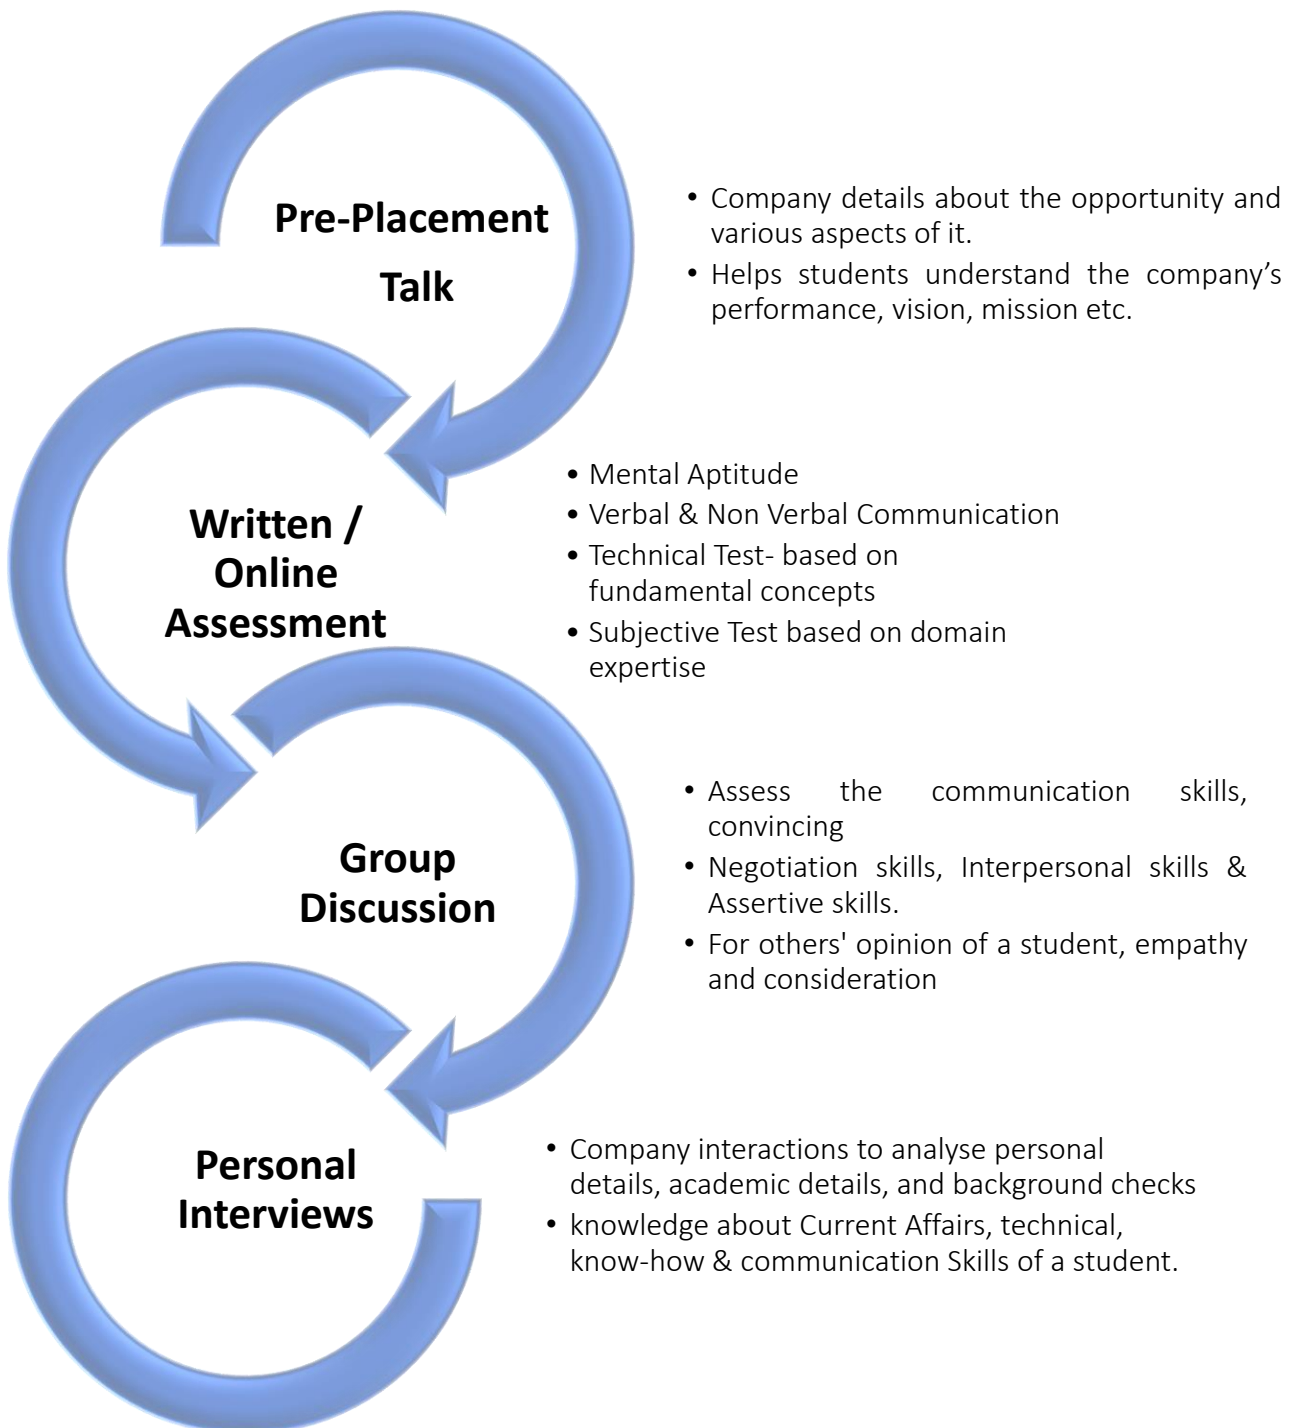 Pre-Placement
Talk
• Company details about the opportunity and
various aspects of it.
• Helps students understand the company’s
performance, vision, mission etc.
Written /
Online
Assessment
• Mental Aptitude
• Verbal & Non Verbal Communication
• Technical Test- based on
fundamental concepts
• Subjective Test based on domain
expertise
Group
Discussion
• Assess the communication skills,
convincing
• Negotiation skills, Interpersonal skills &
Assertive skills.
• For others' opinion of a student, empathy
and consideration
Personal
Interviews
• Company interactions to analyse personal
details, academic details, and background checks
• knowledge about Current Affairs, technical,
know-how & communication Skills of a student.